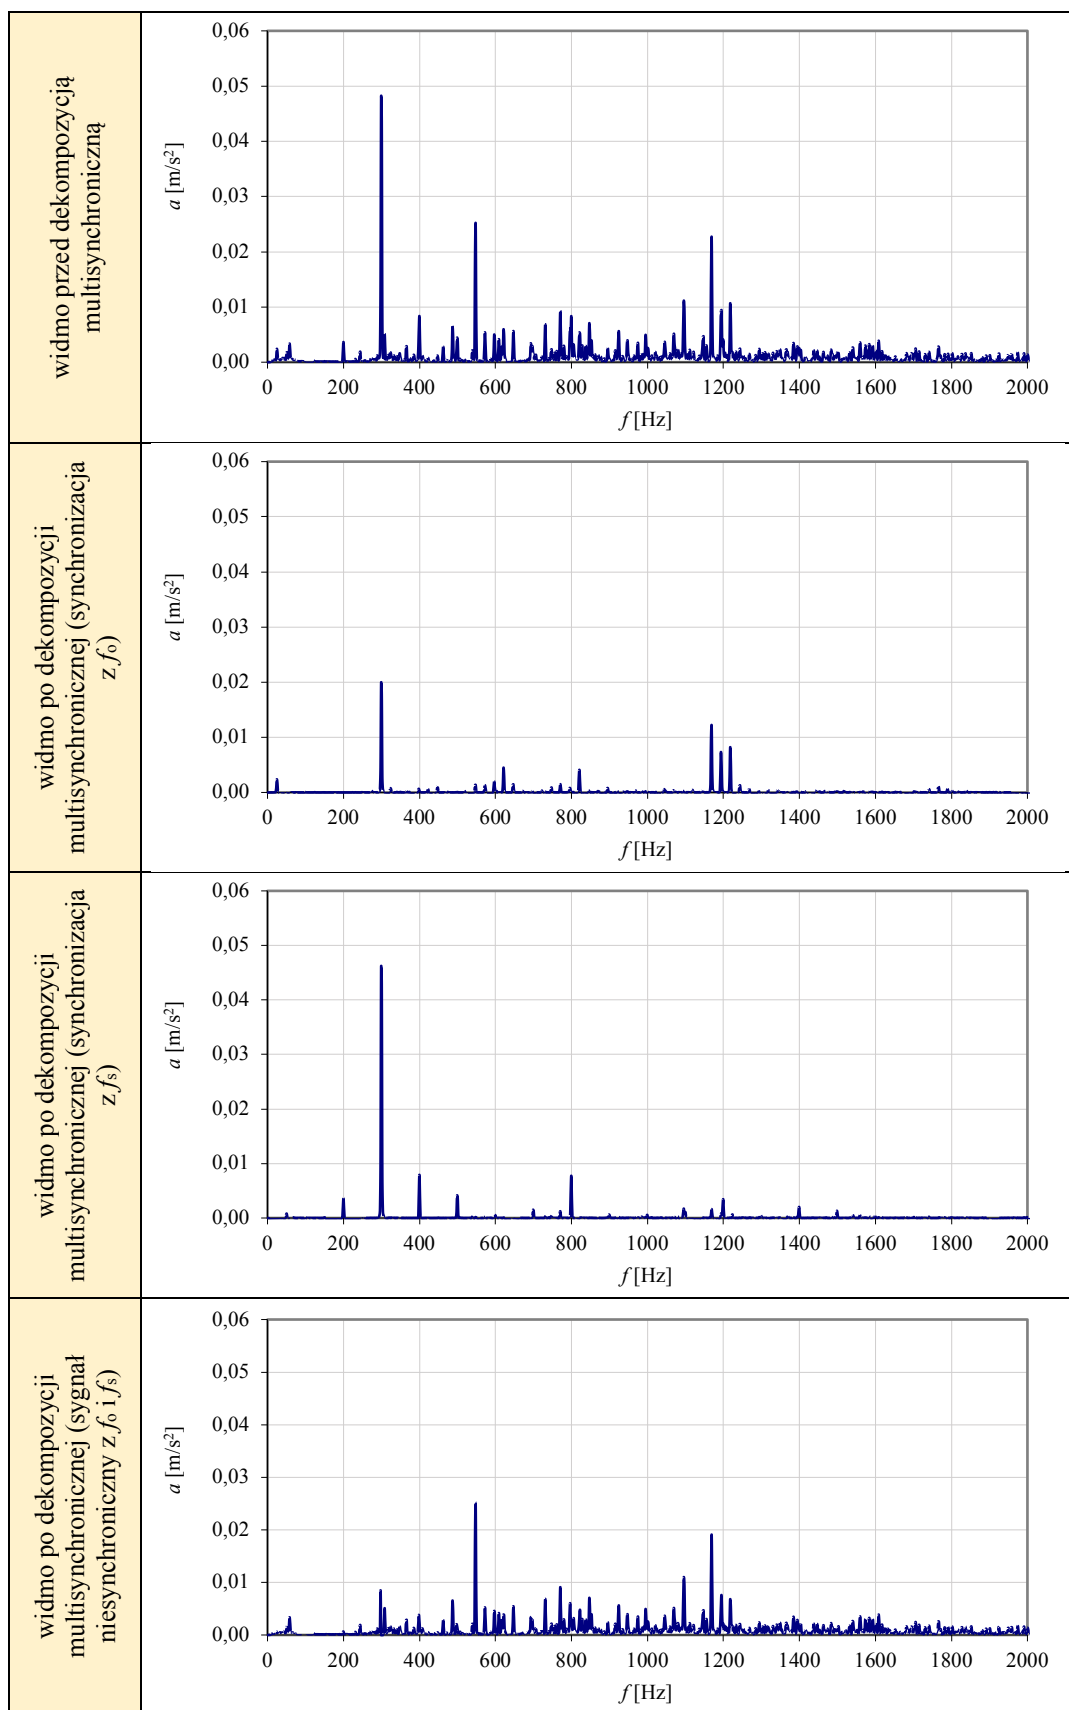 widmo przed dekompozycją
multisynchroniczną
0,06
0,05
0,04
0,03
0,02
0,01
0,00
a [m/s²]
0 200 400 600 800 1000 1200 1400 1600 1800 2000
f [Hz]
widmo po dekompozycji
multisynchronicznej (synchronizacja
z fo)
0,06
0,05
0,04
0,03
0,02
0,01
0,00
a [m/s²]
0 200 400 600 800 1000 1200 1400 1600 1800 2000
f [Hz]
widmo po dekompozycji
multisynchronicznej (synchronizacja
z fs)
0,06
0,05
0,04
0,03
0,02
0,01
0,00
a [m/s²]
0 200 400 600 800 1000 1200 1400 1600 1800 2000
f [Hz]
widmo po dekompozycji
multisynchronicznej (sygnał
niesynchroniczny z fo i fs)
0,06
0,05
0,04
0,03
0,02
0,01
0,00
a [m/s²]
0 200 400 600 800 1000 1200 1400 1600 1800 2000
f [Hz]